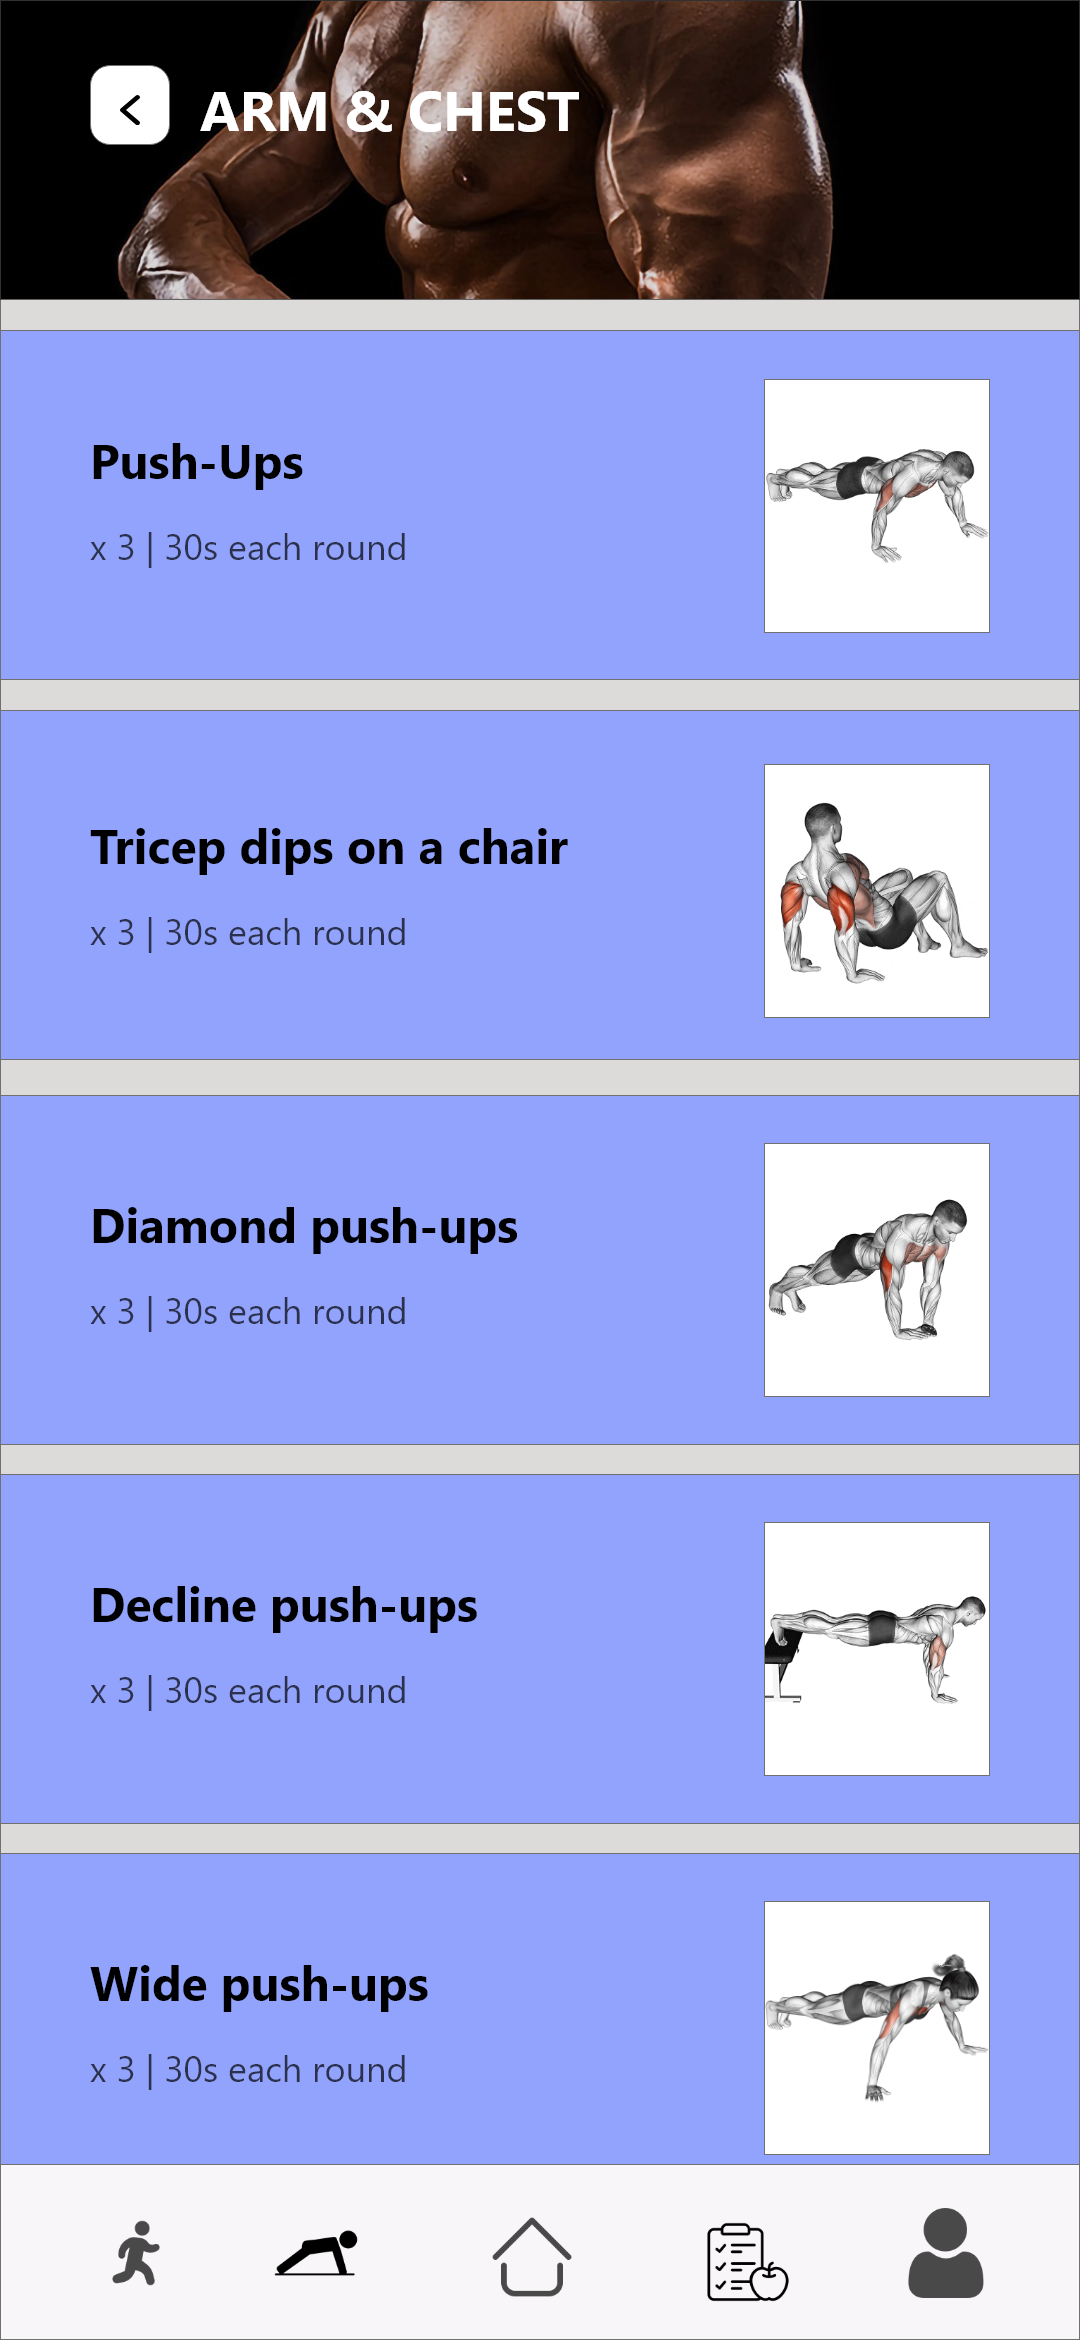 ARM & CHEST
Push-Ups
x 3 | 30s each round
Tricep dips on a chair
x 3 | 30s each round
Diamond push-ups
x 3 | 30s each round
Decline push-ups
x 3 | 30s each round
Wide push-ups
x 3 | 30s each round